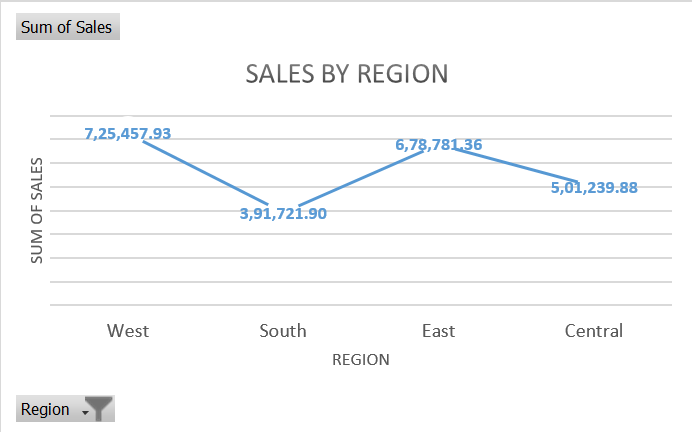 Sum of Sales
SALES BY REGION
7,25,457.93
6,78,781.36
5,01,239.88
3,91,721.90
SUM OF SALES
West South East Central
REGION
Region